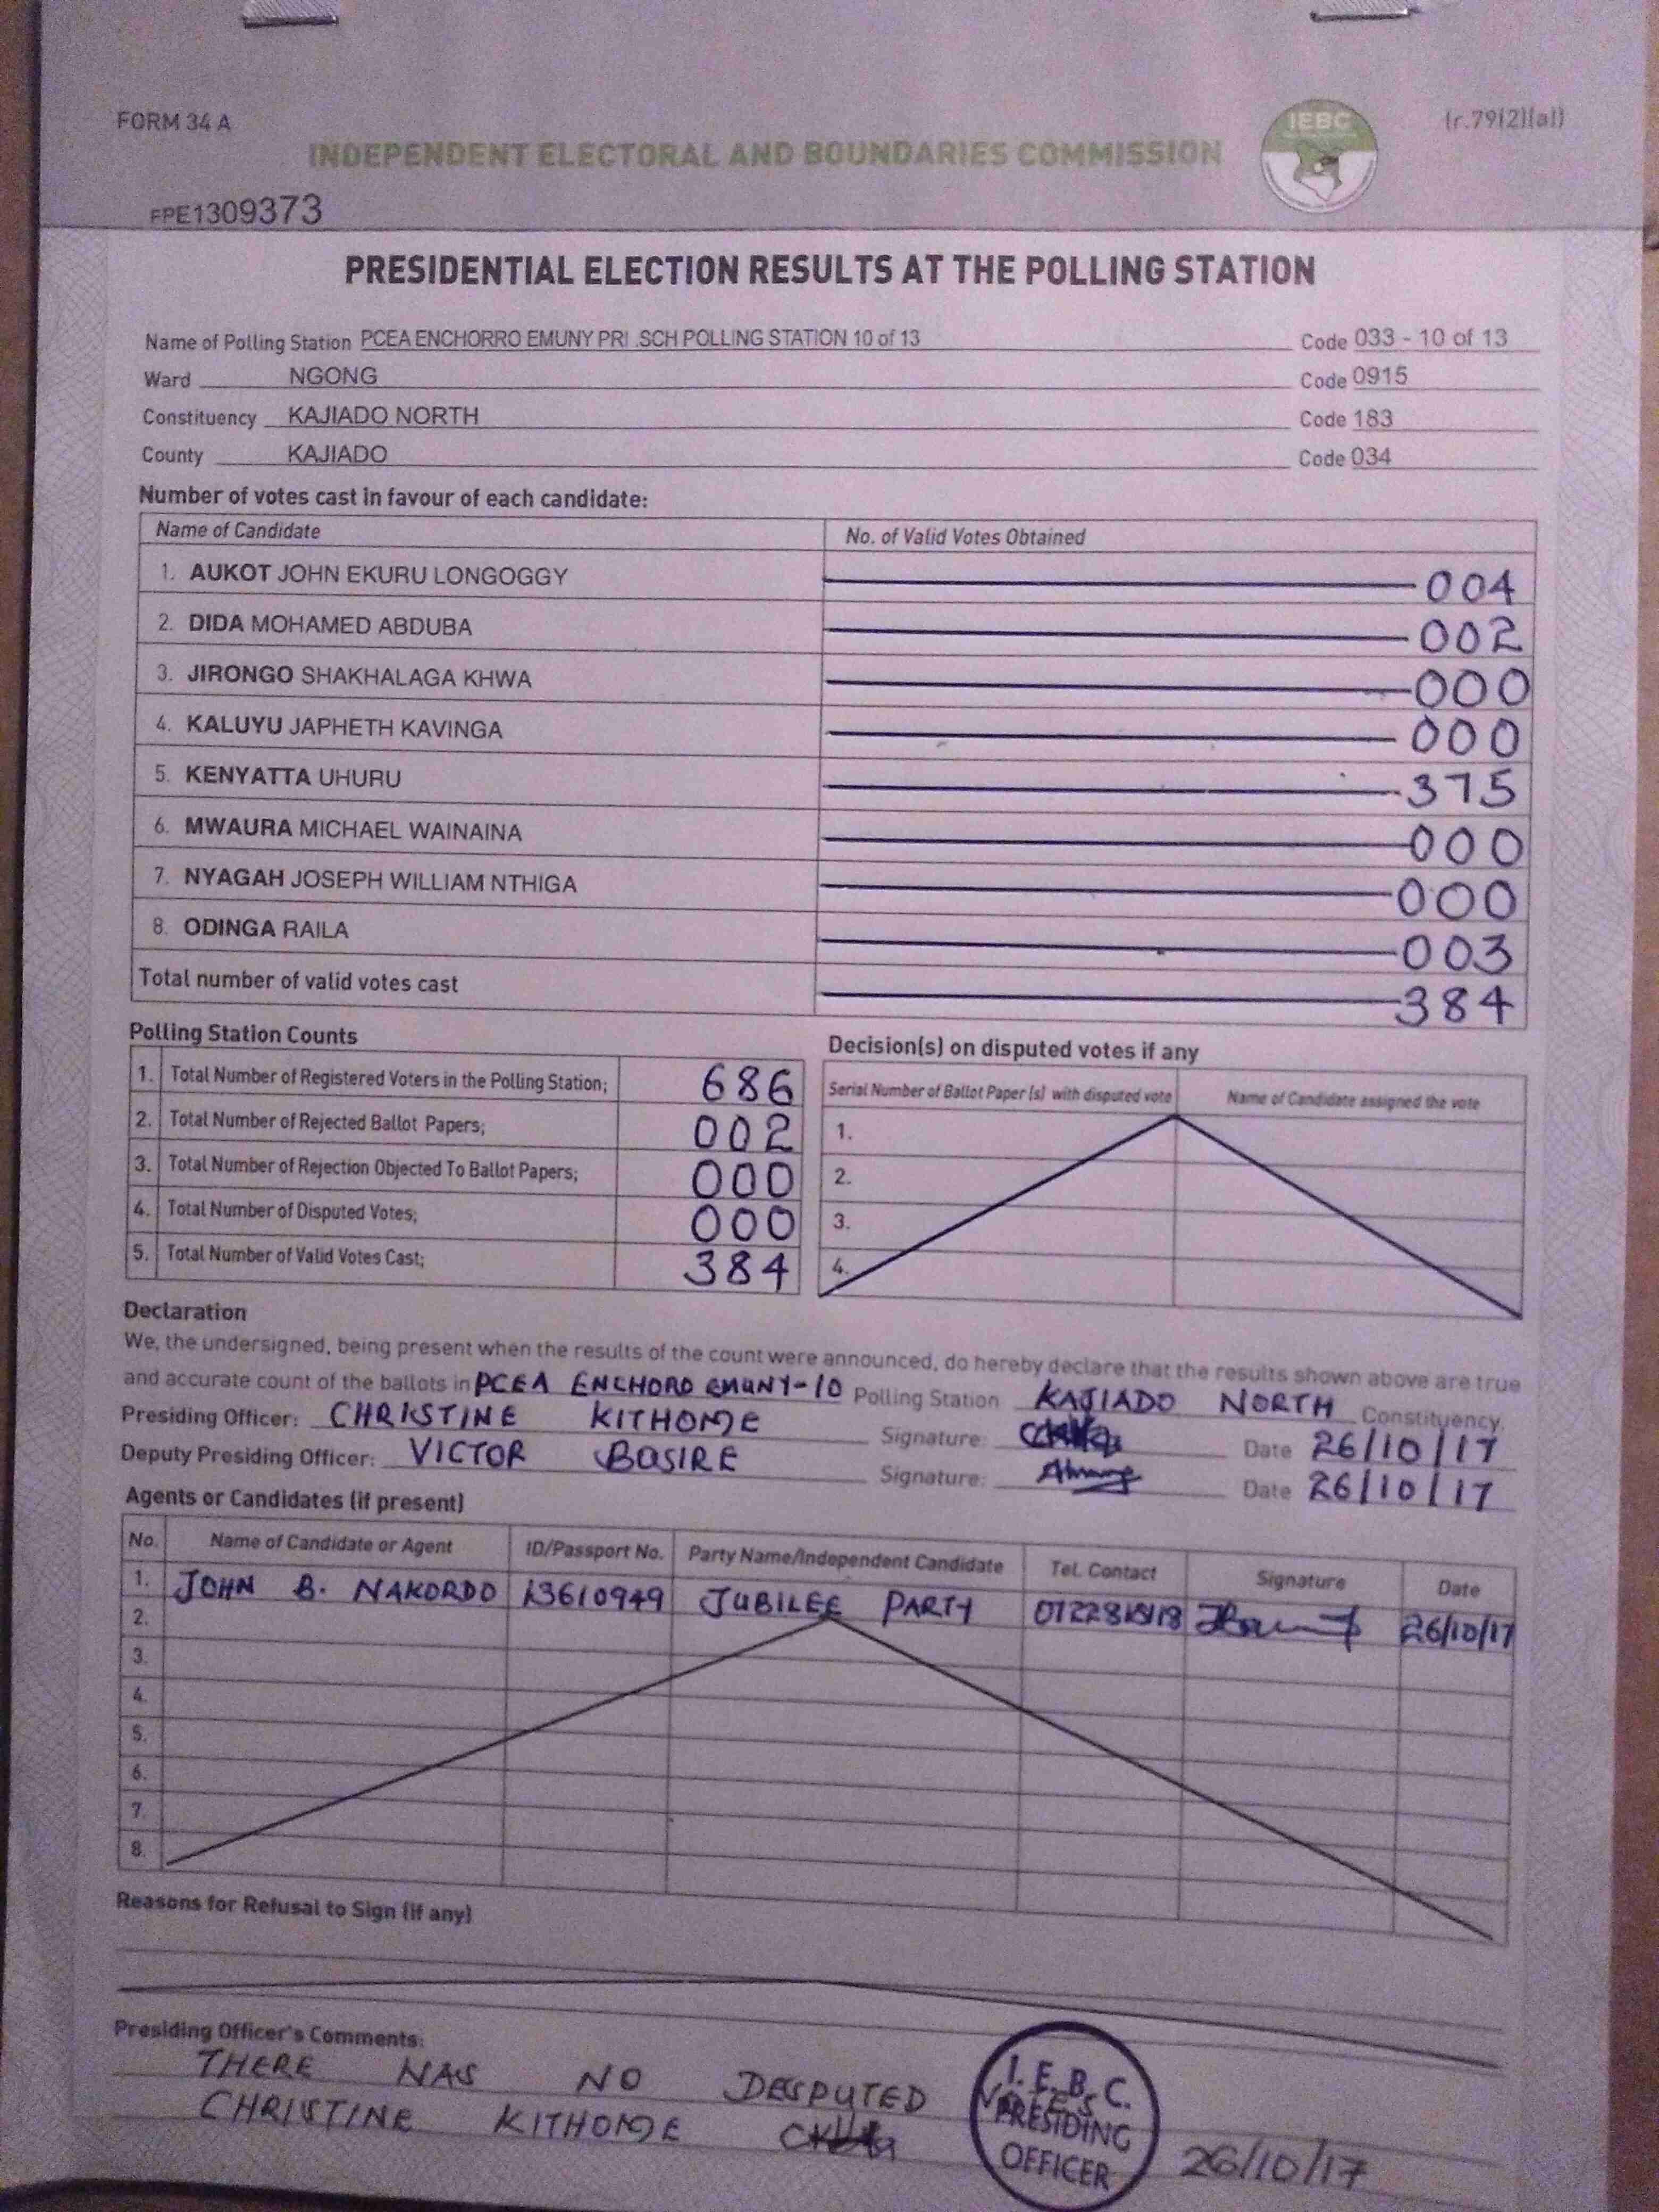 FORM 34 A
(r.79(2)(a))
INDEPENDENT ELECTORAL AND BOUNDARIES COMMISSION
IEBC
FPE1309373
PRESIDENTIAL ELECTION RESULTS AT THE POLLING STATION
Name of Polling Station PCEA ENCHORRO EMUNY PRI .SCH POLLING STATION 10 of 13 Code 033 - 10 of 13
Ward NGONG Code 0915
Constituency KAJIADO NORTH Code 183
County KAJIADO Code 034
Number of votes cast in favour of each candidate:
Name of Candidate No. of Valid Votes Obtained
1. AUKOT JOHN EKURU LONGOGGY 004
2. DIDA MOHAMED ABDUBA 002
3. JIRONGO SHAKHALAGA KHWA 000
4. KALUYU JAPHETH KAVINGA 000
5. KENYATTA UHURU 375
6. MWAURA MICHAEL WAINAINA 000
7. NYAGAH JOSEPH WILLIAM NTHIGA 000
8. ODINGA RAILA 003
Total number of valid votes cast 384
Polling Station Counts
1. Total Number of Registered Voters in the Polling Station; 686
2. Total Number of Rejected Ballot Papers; 002
3. Total Number of Rejection Objected To Ballot Papers; 000
4. Total Number of Disputed Votes; 000
5. Total Number of Valid Votes Cast; 384
Decision(s) on disputed votes if any
Serial Number of Ballot Paper (s) with disputed vote Name of Candidate assigned the vote
1.
2.
3.
4.
Declaration
We, the undersigned, being present when the results of the count were announced, do hereby declare that the results shown above are true
and accurate count of the ballots in PCEA ENCHORO EMUNY-10 Polling Station KAJIADO NORTH Constituency.
Presiding Officer: CHRISTINE KITHOME Signature: Date 26/10/17
Deputy Presiding Officer: VICTOR BOSIRE Signature: Date 26/10/17
Agents or Candidates (if present)
No. Name of Candidate or Agent ID/Passport No. Party Name/Independent Candidate Tel. Contact Signature Date
1. JOHN B. NAKORDO 13610949 JUBILEE PARTY 26/10/17
2.
3.
4.
5.
6.
7.
8.
Reasons for Refusal to Sign (if any)
Presiding Officer's Comments:
THERE WAS NO DESPUTED VOTES
CHRISTINE KITHOME
I.E.B.C.
PRESIDING
OFFICER
26/10/17